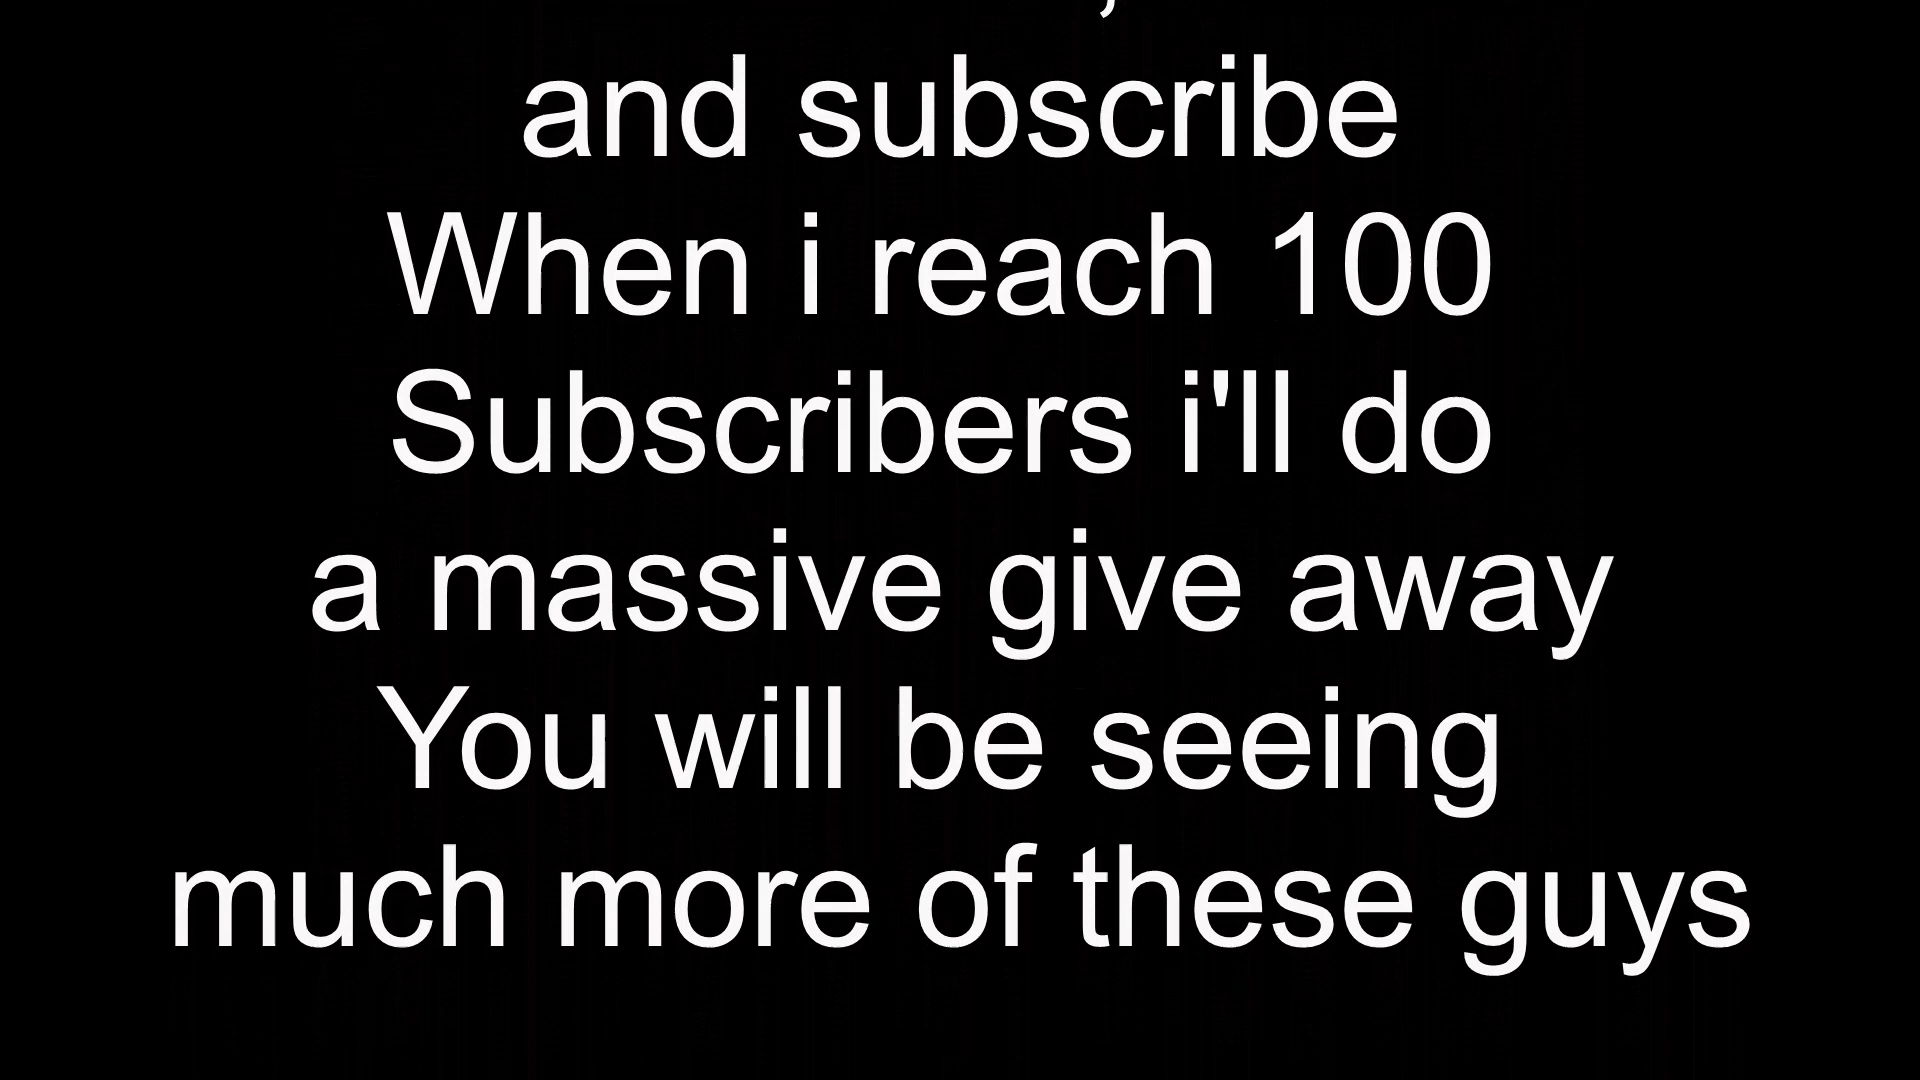 and subscribe
When i reach 100
Subscribers i'll do
a massive give away
You will be seeing
much more of these guys